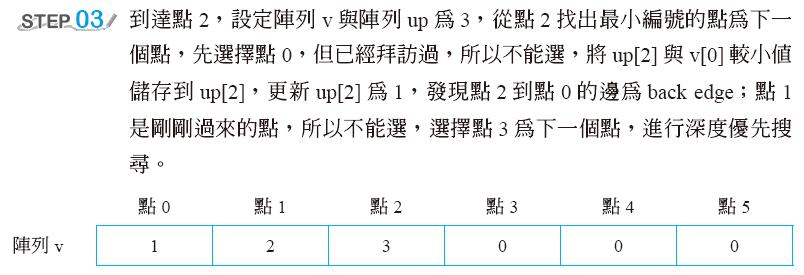 STEP 03 到達點 2，設定陣列 v 與陣列 up 為 3，從點 2 找出最小編號的點為下一
個點，先選擇點 0，但已經拜訪過，所以不能選，將 up[2] 與 v[0] 較小值
儲存到 up[2]，更新 up[2] 為 1，發現點 2 到點 0 的邊為 back edge；點 1
是剛剛過來的點，所以不能選，選擇點 3 為下一個點，進行深度優先搜
尋。
點 0 點 1 點 2 點 3 點 4 點 5
陣列 v 1 2 3 0 0 0